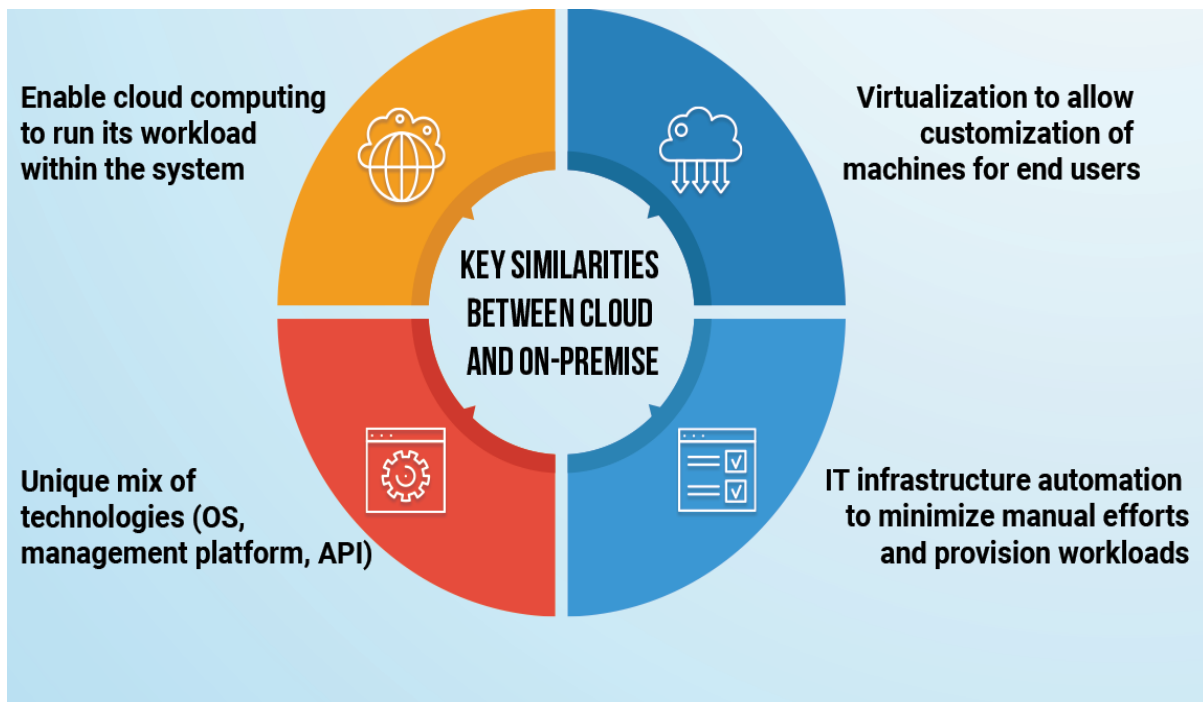 Enable cloud computing
to run its workload
within the system
Virtualization to allow
customization of
machines for end users
KEY SIMILARITIES
BETWEEN CLOUD
AND ON-PREMISE
Unique mix of
technologies (OS,
management platform, API)
IT infrastructure automation
to minimize manual efforts
and provision workloads